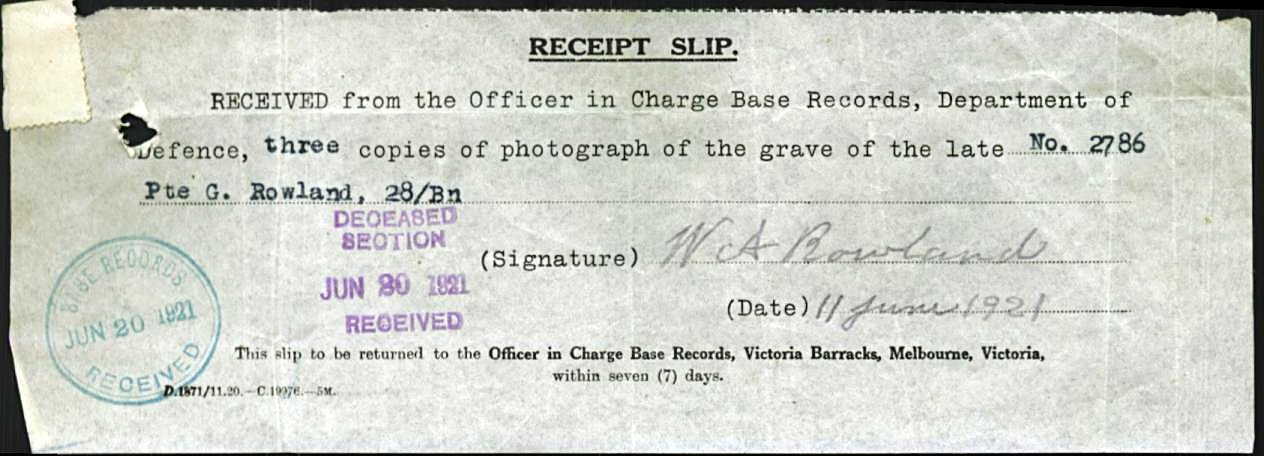 RECEIPT SLIP.
RECEIVED from the Officer in Charge Base Records, Department of
Defence, three copies of photograph of the grave of the late No. 2786
Pte G. Rowland, 28/Bn
DECEASED
SECTION
(Signature) W A Rowland
JUN 20 1921
RECEIVED
(Date) 11 June 1921
BASE RECORDS.
JUN 20 1921
RECEIVED
This slip to be returned to the Officer in Charge Base Records, Victoria Barracks, Melbourne, Victoria,
within seven (7) days.
D.1871/11.20.—C.19976.—5M.